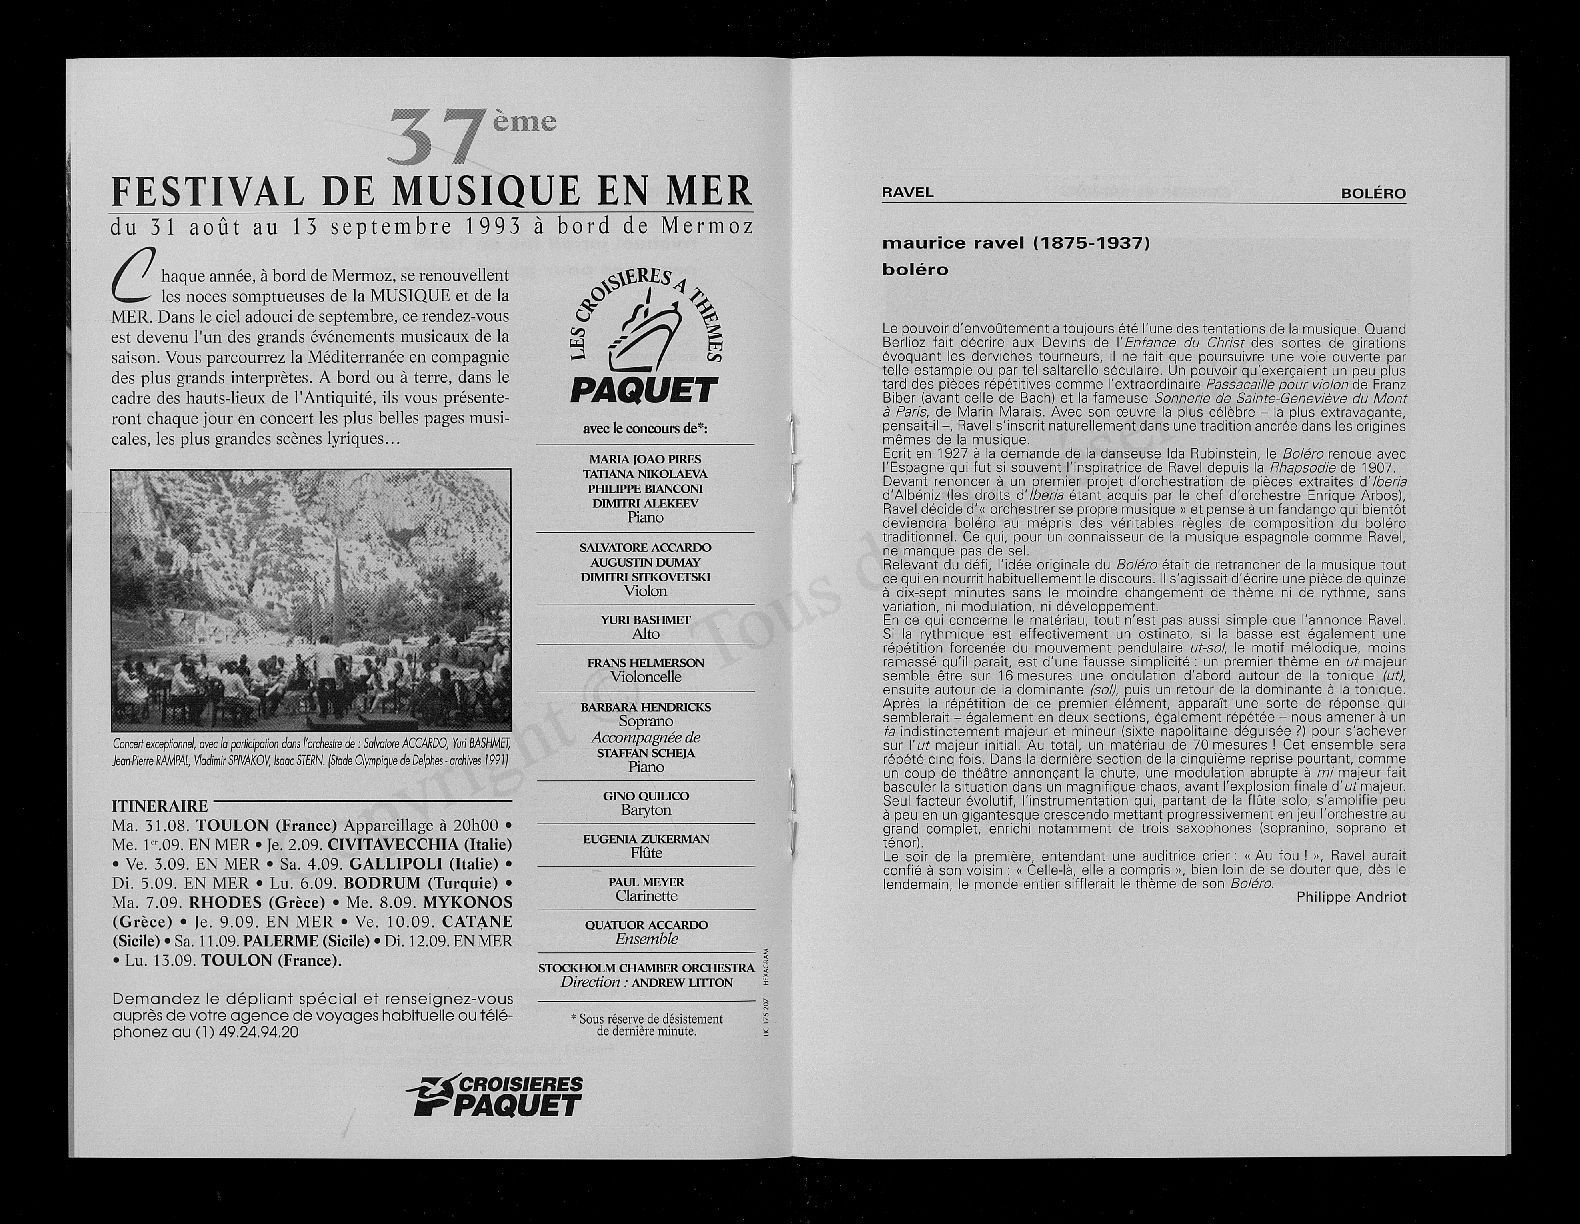 37ème
FESTIVAL DE MUSIQUE EN MER
du 31 août au 13 septembre 1993 à bord de Mermoz
Chaque année, à bord de Mermoz, se renouvellent
les noces somptueuses de la MUSIQUE et de la
MER. Dans le ciel adouci de septembre, ce rendez-vous
est devenu l'un des grands événements musicaux de la
saison. Vous parcourrez la Méditerranée en compagnie
des plus grands interprètes. A bord ou à terre, dans le
cadre des hauts-lieux de l'Antiquité, ils vous présente-
ront chaque jour en concert les plus belles pages musi-
cales, les plus grandes scènes lyriques...
Concert exceptionnel, avec la participation dans l'orchestre de : Salvatore ACCARDO, Yuri BASHMET,
Jean-Pierre RAMPAL, Vladimir SPIVAKOV, Isaac STERN. (Stade Olympique de Delphes - archives 1991)
ITINERAIRE
Ma. 31.08. TOULON (France) Appareillage à 20h00 •
Me. 1er.09. EN MER • Je. 2.09. CIVITAVECCHIA (Italie)
• Ve. 3.09. EN MER • Sa. 4.09. GALLIPOLI (Italie) •
Di. 5.09. EN MER • Lu. 6.09. BODRUM (Turquie) •
Ma. 7.09. RHODES (Grèce) • Me. 8.09. MYKONOS
(Grèce) • Je. 9.09. EN MER • Ve. 10.09. CATANE
(Sicile) • Sa. 11.09. PALERME (Sicile) • Di. 12.09. EN MER
• Lu. 13.09. TOULON (France).
Demandez le dépliant spécial et renseignez-vous
auprès de votre agence de voyages habituelle ou télé-
phonez au (1) 49.24.94.20
LES CROISIERES A THEMES
PAQUET
avec le concours de*:
MARIA JOAO PIRES
TATIANA NIKOLAEVA
PHILIPPE BIANCONI
DIMITRI ALEKEEV
Piano
SALVATORE ACCARDO
AUGUSTIN DUMAY
DIMITRI SITKOVETSKI
Violon
YURI BASHMET
Alto
FRANS HELMERSON
Violoncelle
BARBARA HENDRICKS
Soprano
Accompagnée de
STAFFAN SCHEJA
Piano
GINO QUILICO
Baryton
EUGENIA ZUKERMAN
Flûte
PAUL MEYER
Clarinette
QUATUOR ACCARDO
Ensemble
STOCKHOLM CHAMBER ORCHESTRA
Direction : ANDREW LITTON
* Sous réserve de désistement
de dernière minute.
HEXAGRAM
CROISIERES
PAQUET
RAVEL BOLÉRO
maurice ravel (1875-1937)
boléro
Le pouvoir d'envoûtement a toujours été l'une des tentations de la musique. Quand
Berlioz fait décrire aux Devins de l'Enfance du Christ des sortes de girations
évoquant les derviches tourneurs, il ne fait que poursuivre une voie ouverte par
telle estampie ou par tel saltarello séculaire. Un pouvoir qu'exerçaient un peu plus
tard des pièces répétitives comme l'extraordinaire Passacaille pour violon de Franz
Biber (avant celle de Bach) et la fameuse Sonnerie de Sainte-Geneviève du Mont
à Paris, de Marin Marais. Avec son œuvre la plus célèbre – la plus extravagante,
pensait-il –, Ravel s'inscrit naturellement dans une tradition ancrée dans les origines
mêmes de la musique.
Ecrit en 1927 à la demande de la danseuse Ida Rubinstein, le Boléro renoue avec
l'Espagne qui fut si souvent l'inspiratrice de Ravel depuis la Rhapsodie de 1907.
Devant renoncer à un premier projet d'orchestration de pièces extraites d'Iberia
d'Albéniz (les droits d'Iberia étant acquis par le chef d'orchestre Enrique Arbos),
Ravel décide d'« orchestrer se propre musique » et pense à un fandango qui bientôt
deviendra boléro au mépris des véritables règles de composition du boléro
traditionnel. Ce qui, pour un connaisseur de la musique espagnole comme Ravel,
ne manque pas de sel.
Relevant du défi, l'idée originale du Boléro était de retrancher de la musique tout
ce qui en nourrit habituellement le discours. Il s'agissait d'écrire une pièce de quinze
à dix-sept minutes sans le moindre changement de thème ni de rythme, sans
variation, ni modulation, ni développement.
En ce qui concerne le matériau, tout n'est pas aussi simple que l'annonce Ravel.
Si la rythmique est effectivement un ostinato, si la basse est également une
répétition forcenée du mouvement pendulaire ut-sol, le motif mélodique, moins
ramassé qu'il paraît, est d'une fausse simplicité : un premier thème en ut majeur
semble être sur 16 mesures une ondulation d'abord autour de la tonique (ut),
ensuite autour de la dominante (sol), puis un retour de la dominante à la tonique.
Après la répétition de ce premier élément, apparaît une sorte de réponse qui
semblerait – également en deux sections, également répétée – nous amener à un
fa indistinctement majeur et mineur (sixte napolitaine déguisée ?) pour s'achever
sur l'ut majeur initial. Au total, un matériau de 70 mesures ! Cet ensemble sera
répété cinq fois. Dans la dernière section de la cinquième reprise pourtant, comme
un coup de théâtre annonçant la chute, une modulation abrupte à mi majeur fait
basculer la situation dans un magnifique chaos, avant l'explosion finale d'ut majeur.
Seul facteur évolutif, l'instrumentation qui, partant de la flûte solo, s'amplifie peu
à peu en un gigantesque crescendo mettant progressivement en jeu l'orchestre au
grand complet, enrichi notamment de trois saxophones (sopranino, soprano et
ténor).
Le soir de la première, entendant une auditrice crier : « Au fou ! », Ravel aurait
confié à son voisin : « Celle-là, elle a compris », bien loin de se douter que, dès le
lendemain, le monde entier sifflerait le thème de son Boléro.
Philippe Andriot